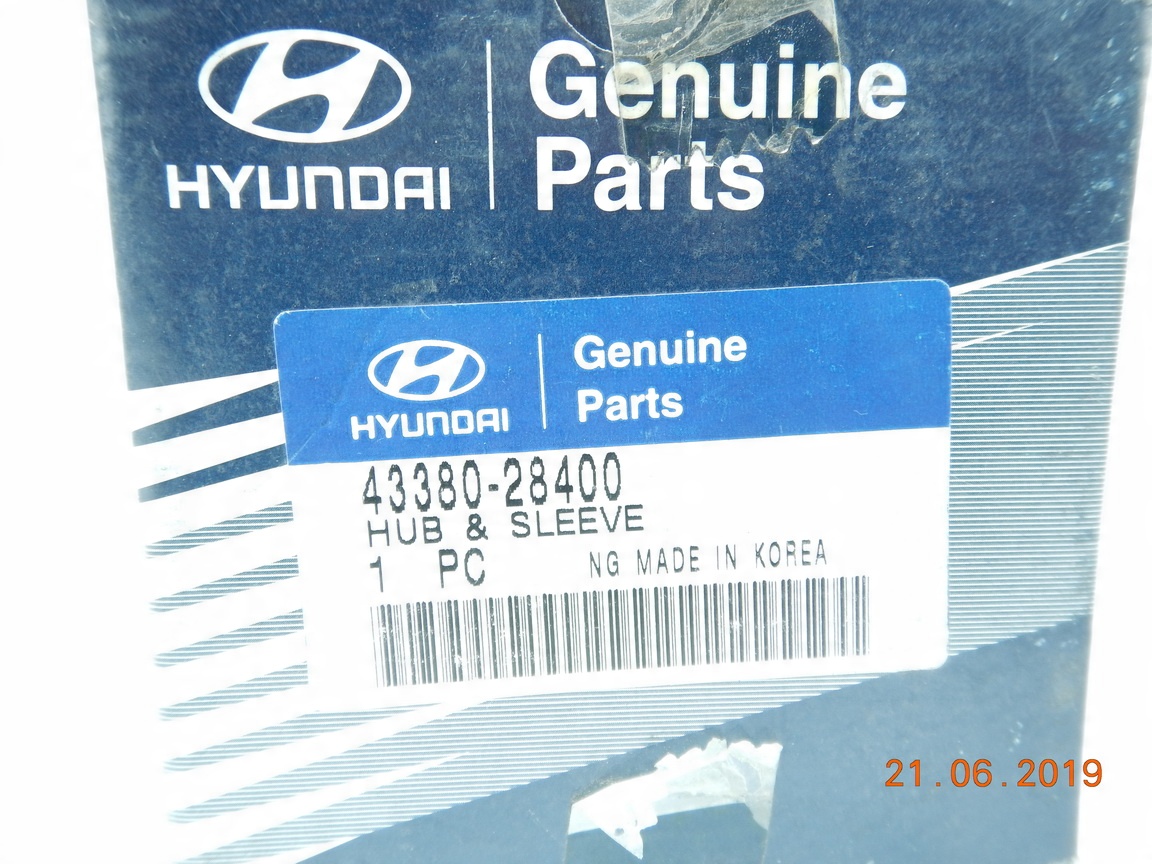 HYUNDAI
Genuine
Parts
HYUNDAI
Genuine
Parts
43380-28400
HUB & SLEEVE
1 PC NG MADE IN KOREA
21.06.2019